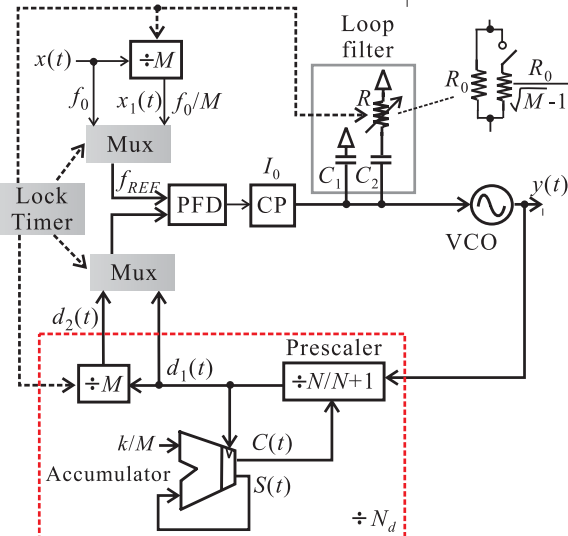 Loop
filter
x(t)
÷M
f₀
x₁(t)
f₀/M
R
R₀
R₀
√M-1
Mux
C₁
C₂
I₀
y(t)
f_REF
Lock
Timer
PFD
CP
VCO
Mux
d₂(t)
d₁(t)
Prescaler
÷M
÷N/N+1
k/M
C(t)
Accumulator
S(t)
÷N_d